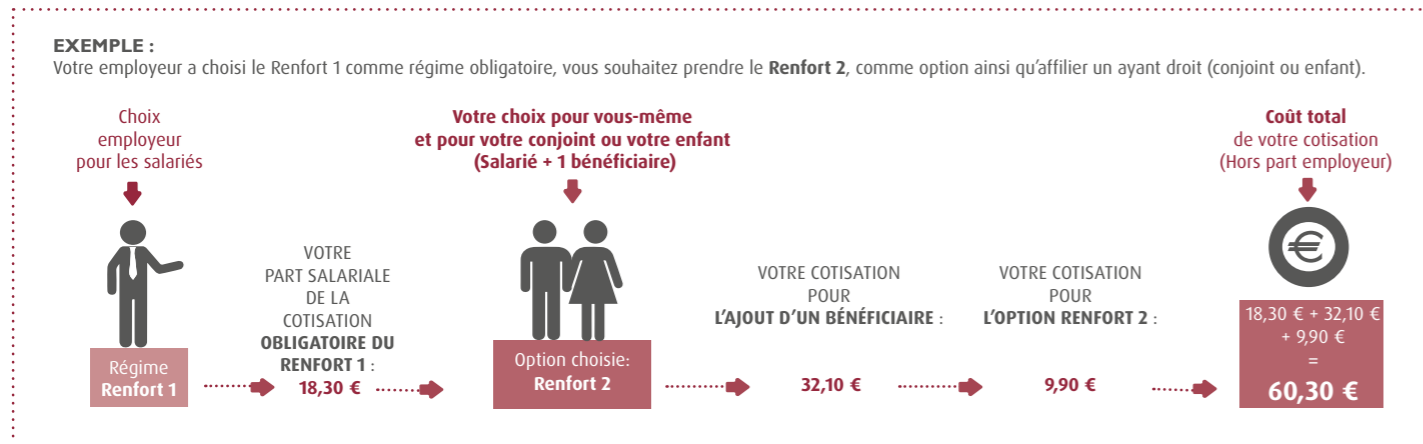 EXEMPLE :
Votre employeur a choisi le Renfort 1 comme régime obligatoire, vous souhaitez prendre le Renfort 2, comme option ainsi qu'affilier un ayant droit (conjoint ou enfant).
Choix
employeur
pour les salariés
Régime
Renfort 1
VOTRE
PART SALARIALE
DE LA
COTISATION
OBLIGATOIRE DU
RENFORT 1 :
18,30 €
Votre choix pour vous-même
et pour votre conjoint ou votre enfant
(Salarié + 1 bénéficiaire)
Option choisie:
Renfort 2
VOTRE COTISATION
POUR
L'AJOUT D'UN BÉNÉFICIAIRE :
32,10 €
VOTRE COTISATION
POUR
L'OPTION RENFORT 2 :
9,90 €
Coût total
de votre cotisation
(Hors part employeur)
€
18,30 € + 32,10 €
+ 9,90 €
=
60,30 €